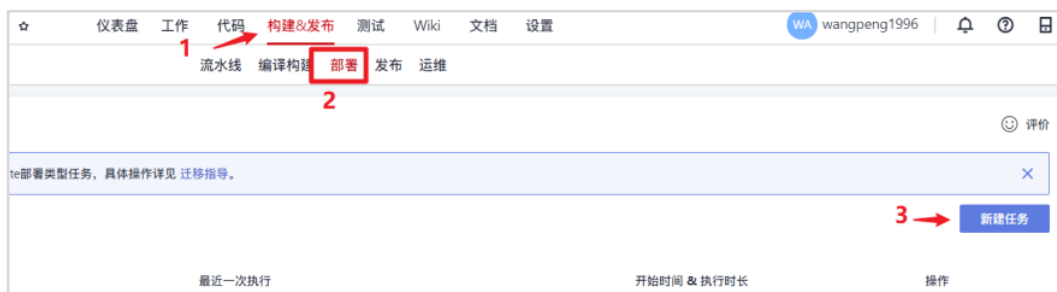 仪表盘 工作 代码 构建&发布 测试 Wiki 文档 设置 WA wangpeng1996
1
流水线 编译构建 部署 发布 运维
2
评价
te部署类型任务，具体操作详见 迁移指导。
3 新建任务
最近一次执行 开始时间 & 执行时长 操作